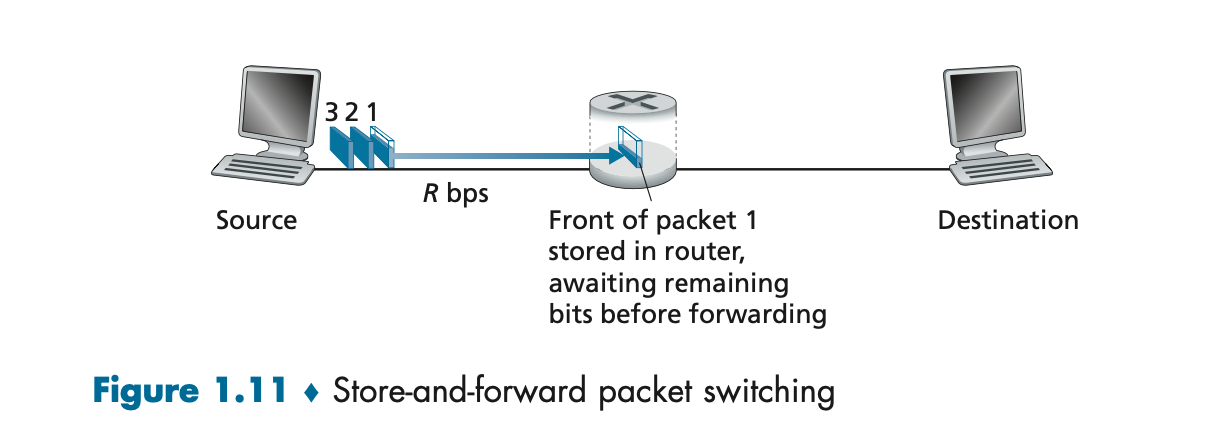 3 2 1
R bps
Source
Front of packet 1
stored in router,
awaiting remaining
bits before forwarding
Destination
Figure 1.11 ♦ Store-and-forward packet switching